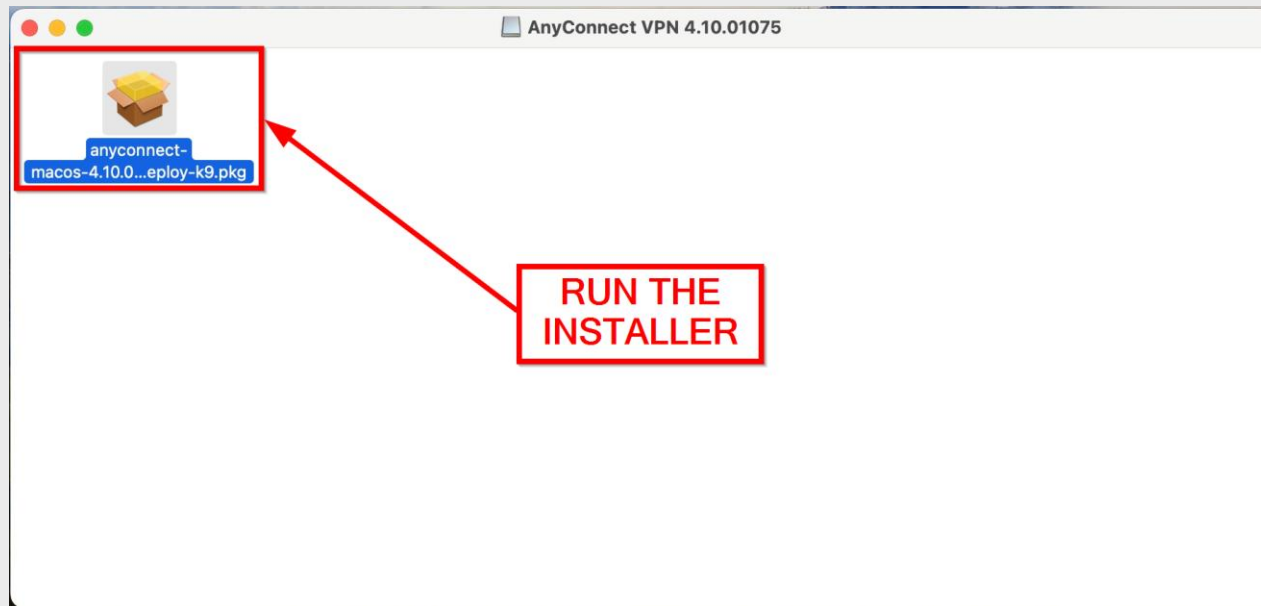 AnyConnect VPN 4.10.01075
anyconnect-
macos-4.10.0...eploy-k9.pkg
RUN THE
INSTALLER